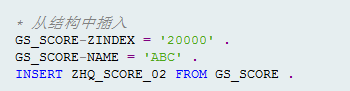 * 从结构中插入
GS_SCORE-ZINDEX = '20000' .
GS_SCORE-NAME = 'ABC' .
INSERT ZHQ_SCORE_02 FROM GS_SCORE .